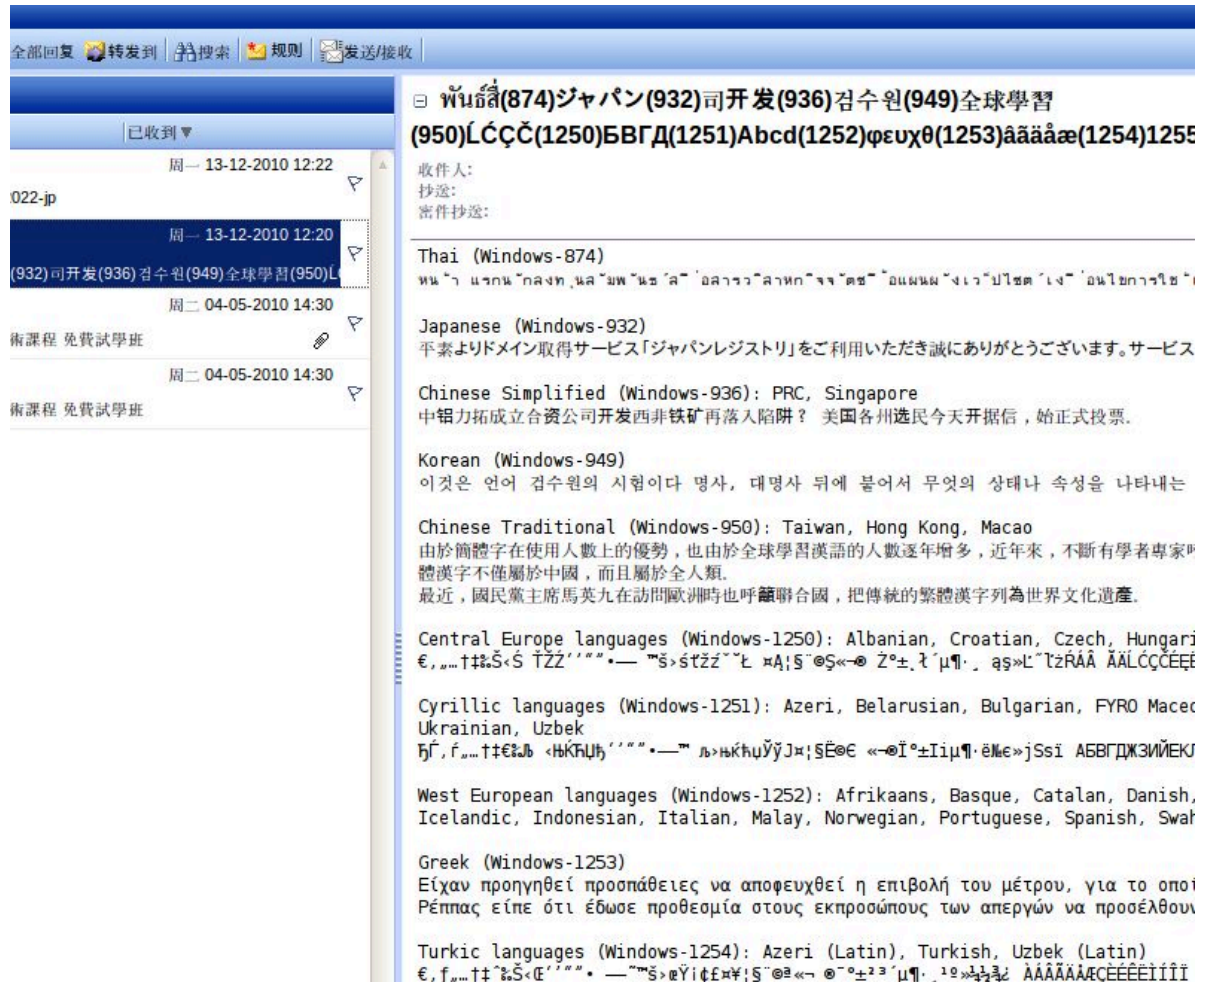 全部回复 转发到 搜索 规则 发送/接收
已收到
周一 13-12-2010 12:22
022-jp
周一 13-12-2010 12:20
(932)司开发(936)검수원(949)全球學習(950)Ĺ
周二 04-05-2010 14:30
術課程 免費試學班
周二 04-05-2010 14:30
術課程 免費試學班
พันธ์สี่(874)ジャパン(932)司开发(936)검수원(949)全球學習
(950)ĹĆÇČ(1250)БВГД(1251)Abcd(1252)φευχθ(1253)âãäåæ(1254)1255
收件人:
抄送:
密件抄送:
Thai (Windows-874)
Japanese (Windows-932)
平素よりドメイン取得サービス「ジャパンレジストリ」をご利用いただき誠にありがとうございます。サービス
Chinese Simplified (Windows-936): PRC, Singapore
中铝力拓成立合资公司开发西非铁矿再落入陷阱? 美国各州选民今天开据信,始正式投票.
Korean (Windows-949)
이것은 언어 검수원의 시험이다 명사, 대명사 뒤에 붙어서 무엇의 상태나 속성을 나타내는
Chinese Traditional (Windows-950): Taiwan, Hong Kong, Macao
由於簡體字在使用人數上的優勢,也由於全球學習漢語的人數逐年增多,近年來,不斷有學者專家呼
體漢字不僅屬於中國,而且屬於全人類.
最近,國民黨主席馬英九在訪問歐洲時也呼籲聯合國,把傳統的繁體漢字列為世界文化遺產.
Central Europe languages (Windows-1250): Albanian, Croatian, Czech, Hungari
Cyrillic languages (Windows-1251): Azeri, Belarusian, Bulgarian, FYRO Maced
Ukrainian, Uzbek
West European languages (Windows-1252): Afrikaans, Basque, Catalan, Danish,
Icelandic, Indonesian, Italian, Malay, Norwegian, Portuguese, Spanish, Swah
Greek (Windows-1253)
Είχαν προηγηθεί προσπάθειες να αποφευχθεί η επιβολή του μέτρου, για το οποί
Ρέππας είπε ότι έδωσε προθεσμία στους εκπροσώπους των απεργών να προσέλθουν
Turkic languages (Windows-1254): Azeri (Latin), Turkish, Uzbek (Latin)